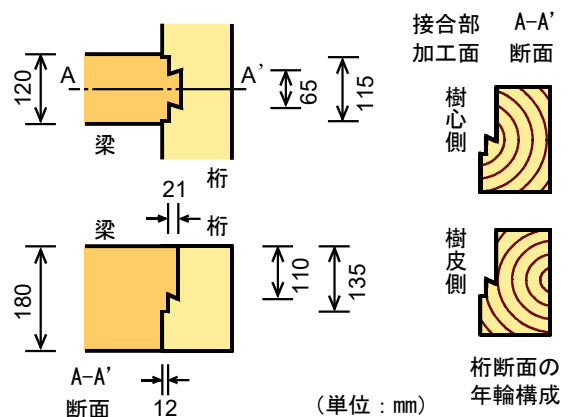 接合部 A-A’
加工面 断面
120
A A’
65
115
梁
桁
21
樹心側
梁 桁
180
110
135
樹皮側
A-A’
断面
12
(単位：mm)
桁断面の
年輪構成